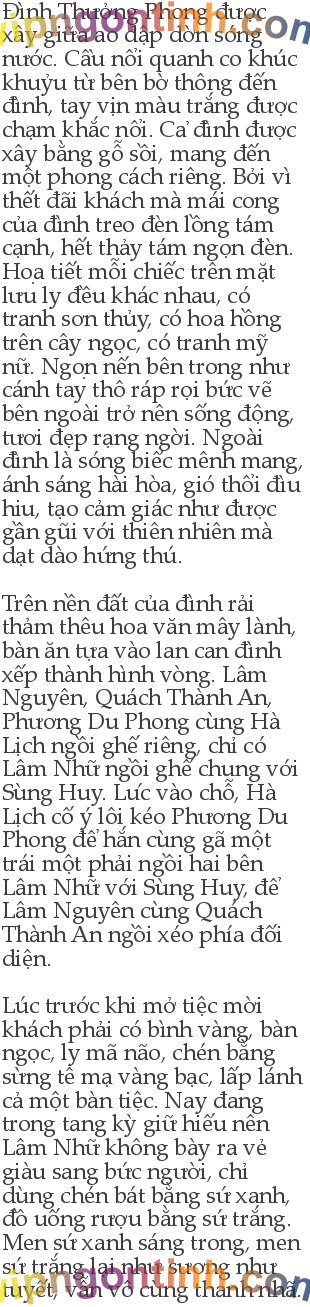 Đình Thưởng Phong được
xây giữa ao đập dờn sóng
nước. Cầu nổi quanh co khúc
khuỷu từ bên bờ thông đến
đình, tay vịn màu trắng được
chạm khắc nổi. Cả đình được
xây bằng gỗ sồi, mang đến
một phong cách riêng. Bởi vì
thết đãi khách mà mái cong
của đình treo đèn lồng tám
cạnh, hết thảy tám ngọn đèn.
Họa tiết mỗi chiếc trên mặt
lưu ly đều khác nhau, có
tranh sơn thủy, có hoa hồng
trên cây ngọc, có tranh mỹ
nữ. Ngọn nến bên trong như
cánh tay thô ráp rọi bức vẽ
bên ngoài trở nên sống động,
tươi đẹp rạng ngời. Ngoài
đình là sóng biếc mênh mang,
ánh sáng hài hòa, gió thổi đìu
hiu, tạo cảm giác như được
gần gũi với thiên nhiên mà
dạt dào hứng thú.
Trên nền đất của đình rải
thảm thêu hoa văn mây lành,
bàn ăn tựa vào lan can đình
xếp thành hình vòng. Lâm
Nguyên, Quách Thành An,
Phương Du Phong cùng Hà
Lịch ngồi ghế riêng, chỉ có
Lâm Nhữ ngồi ghế chung với
Sùng Huy. Lức vào chỗ, Hà
Lịch cố ý lôi kéo Phương Du
Phong để hắn cùng gã một
trái một phải ngồi hai bên
Lâm Nhữ với Sùng Huy, để
Lâm Nguyên cùng Quách
Thành An ngồi xéo phía đối
diện.
Lúc trước khi mở tiệc mời
khách phải có bình vàng, bàn
ngọc, ly mã não, chén bằng
sừng tê mạ vàng bạc, lấp lánh
cả một bàn tiệc. Nay đang
trong tang kỳ giữ hiếu nên
Lâm Nhữ không bày ra vẻ
giàu sang bức người, chỉ
dùng chén bát bằng sứ xanh,
đồ uống rượu bằng sứ trắng.
Men sứ xanh sáng trong, men
sứ trắng lại như sương như
tuyết, vẫn vô cùng thanh nhã.
vipngontinh.com
vipngontinh.com